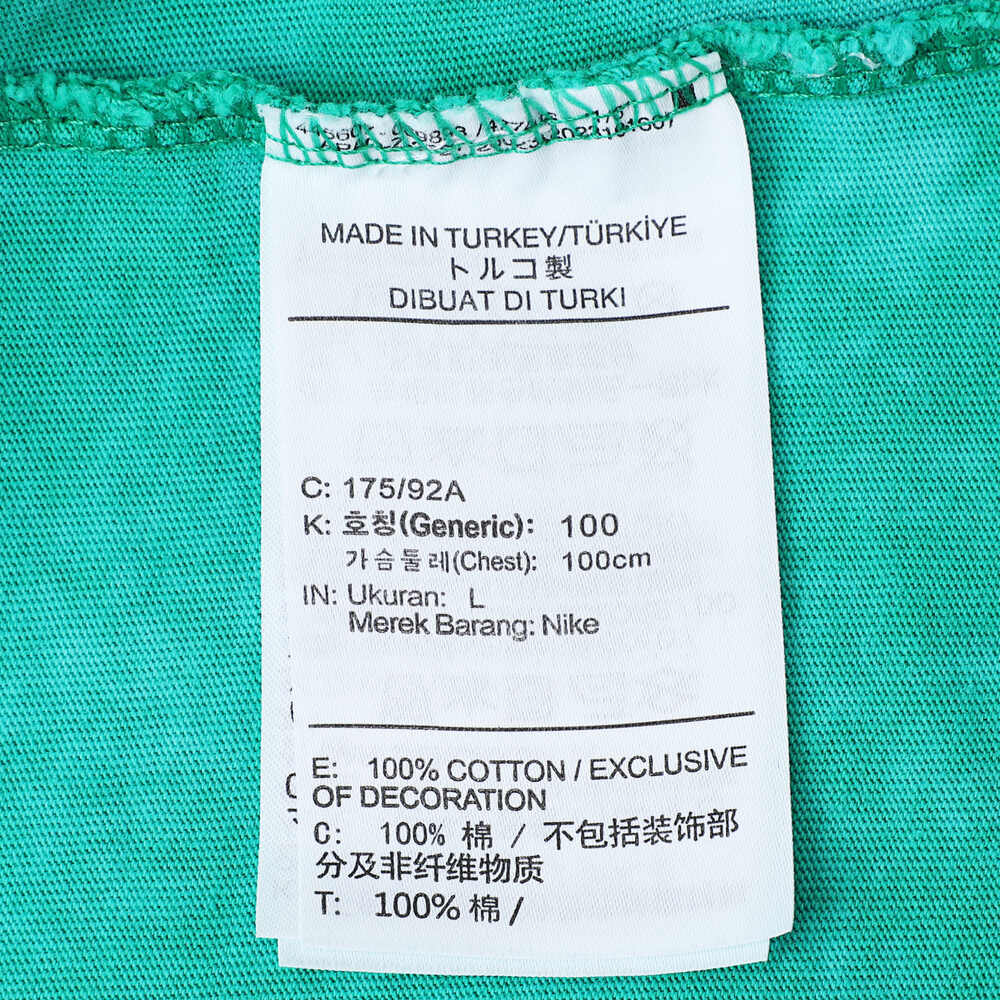 MADE IN TURKEY/TÜRKİYE
トルコ製
DIBUAT DI TURKI
C: 175/92A
K: 호칭(Generic): 100
가슴둘레(Chest): 100cm
IN: Ukuran: L
Merek Barang: Nike
E: 100% COTTON / EXCLUSIVE
OF DECORATION
C: 100% 棉 / 不包括装饰部
分及非纤维物质
T: 100% 棉 /